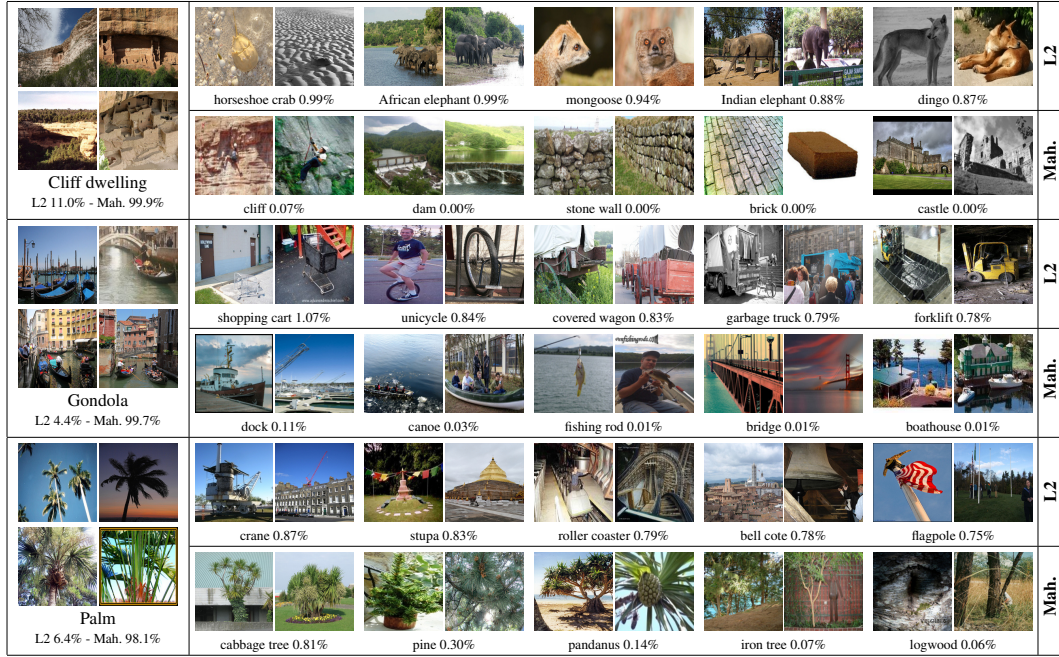 horseshoe crab 0.99% African elephant 0.99% mongoose 0.94% Indian elephant 0.88% dingo 0.87%
L2
cliff 0.07% dam 0.00% stone wall 0.00% brick 0.00% castle 0.00%
Mah.
Cliff dwelling
L2 11.0% - Mah. 99.9%
shopping cart 1.07% unicycle 0.84% covered wagon 0.83% garbage truck 0.79% forklift 0.78%
L2
dock 0.11% canoe 0.03% fishing rod 0.01% bridge 0.01% boathouse 0.01%
Mah.
Gondola
L2 4.4% - Mah. 99.7%
crane 0.87% stupa 0.83% roller coaster 0.79% bell cote 0.78% flagpole 0.75%
L2
cabbage tree 0.81% pine 0.30% pandanus 0.14% iron tree 0.07% logwood 0.06%
Mah.
Palm
L2 6.4% - Mah. 98.1%